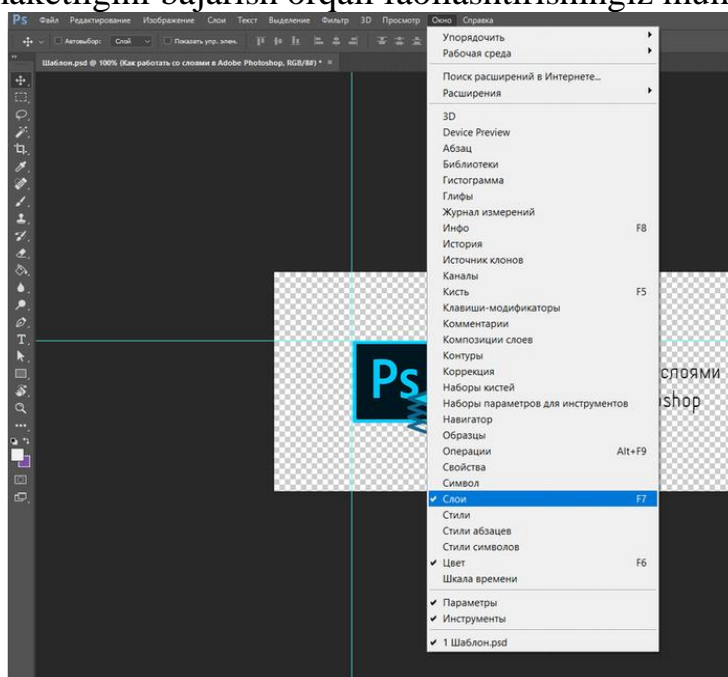 haketligini bajarish orqali faollashtirishingiz
Ps Файл Редактирование Изображение Слои Текст Выделение Фильтр 3D Просмотр Окно Справка
Автовыбор: Слой Показать упр. элем.
Шаблон.psd @ 100% (Как работать со слоями в Adobe Photoshop, RGB/8#) * ×
Упорядочить
Рабочая среда
Поиск расширений в Интернете...
Расширения
3D
Device Preview
Абзац
Библиотеки
Гистограмма
Глифы
Журнал измерений
Инфо F8
История
Источник клонов
Каналы
Кисть F5
Клавиши-модификаторы
Комментарии
Композиции слоев
Контуры
Коррекция
Наборы кистей
Наборы параметров для инструментов
Навигатор
Образцы
Операции Alt+F9
Свойства
Символ
Слои F7
Стили
Стили абзацев
Стили символов
Цвет F6
Шкала времени
Параметры
Инструменты
1 Шаблон.psd
Ps
слоями
shop